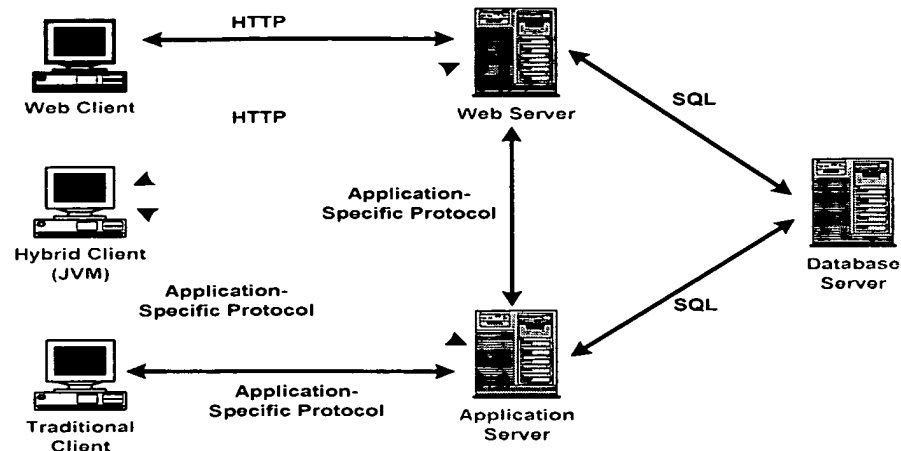 HTTP
Web Client
Web Server
HTTP
SQL
Application-
Specific Protocol
Hybrid Client
(JVM)
Database
Server
Application-
Specific Protocol
SQL
Application-
Specific Protocol
Traditional
Client
Application
Server